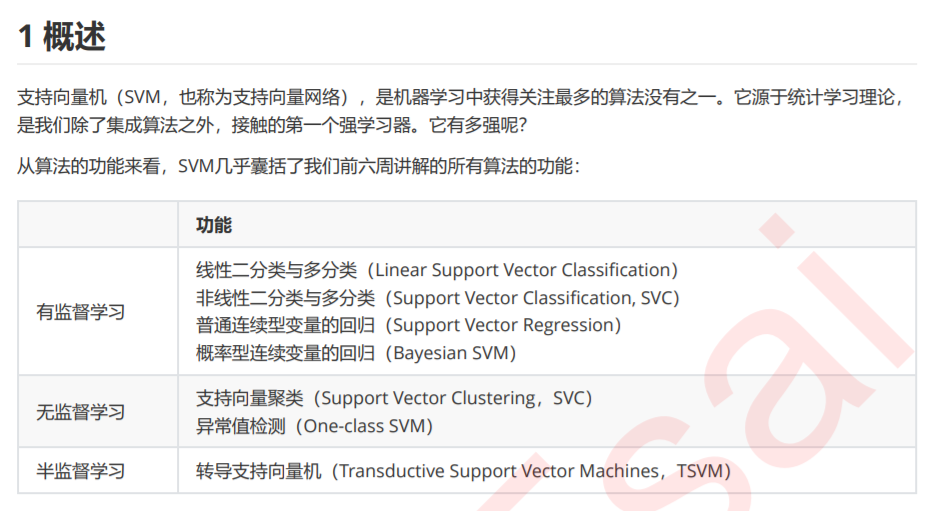 1 概述
支持向量机（SVM，也称为支持向量网络），是机器学习中获得关注最多的算法没有之一。它源于统计学习理论，
是我们除了集成算法之外，接触的第一个强学习器。它有多强呢？
从算法的功能来看，SVM几乎囊括了我们前六周讲解的所有算法的功能：
功能
有监督学习
线性二分类与多分类（Linear Support Vector Classification）
非线性二分类与多分类（Support Vector Classification, SVC）
普通连续型变量的回归（Support Vector Regression）
概率型连续变量的回归（Bayesian SVM）
无监督学习
支持向量聚类（Support Vector Clustering，SVC）
异常值检测（One-class SVM）
半监督学习
转导支持向量机（Transductive Support Vector Machines，TSVM）